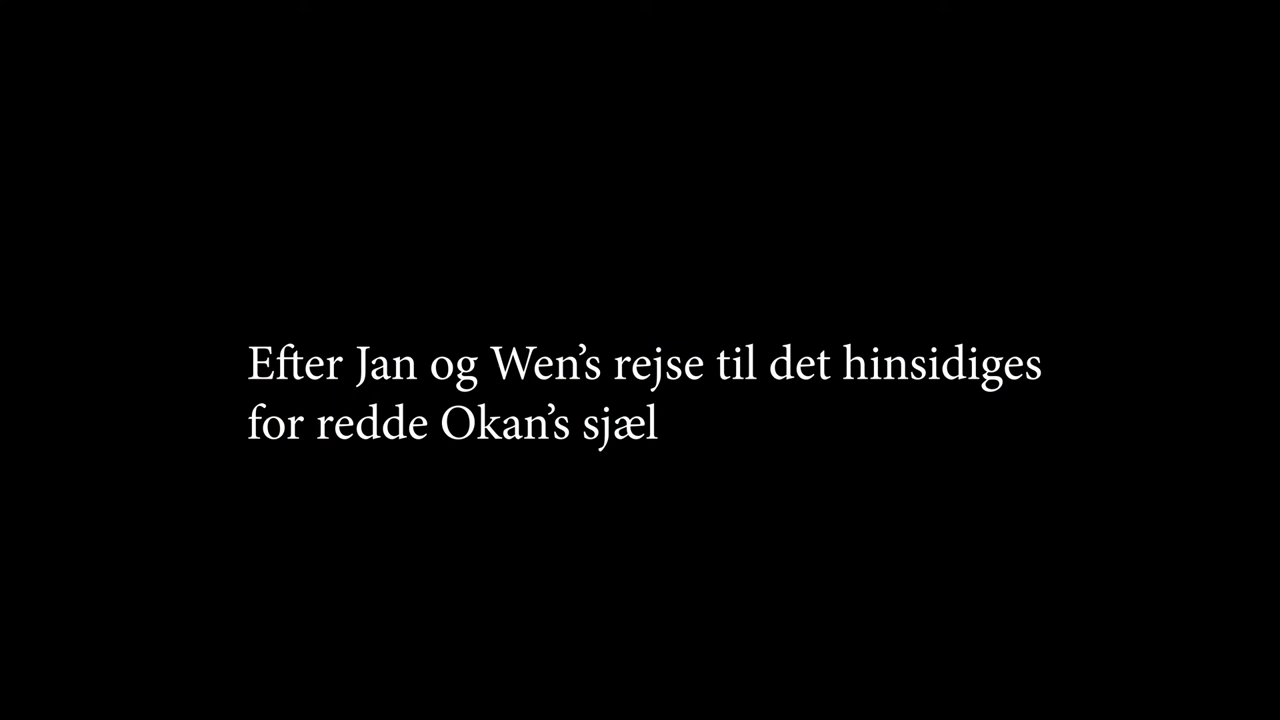 Efter Jan og Wen’s rejse til det hinsidiges
for redde Okan’s sjæl